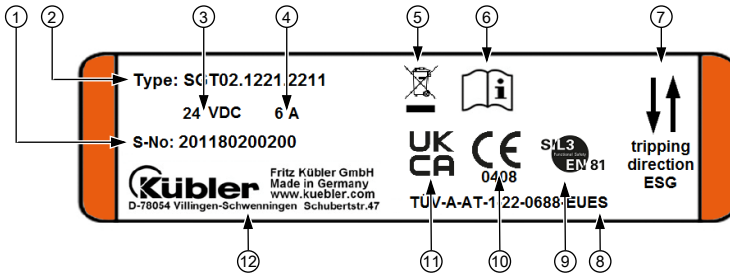 1 2 3 4 5 6 7
Type: SGT02.1221.2211
24 VDC 6 A
S-No: 201180200200
UK
CA
CE
0408
SIL3
Functional Safety
EN 81
tripping
direction
ESG
Kübler
Fritz Kübler GmbH
Made in Germany
www.kuebler.com
D-78054 Villingen-Schwenningen Schubertstr.47
TÜV-A-AT-1-22-0688-EUES
12 11 10 9 8